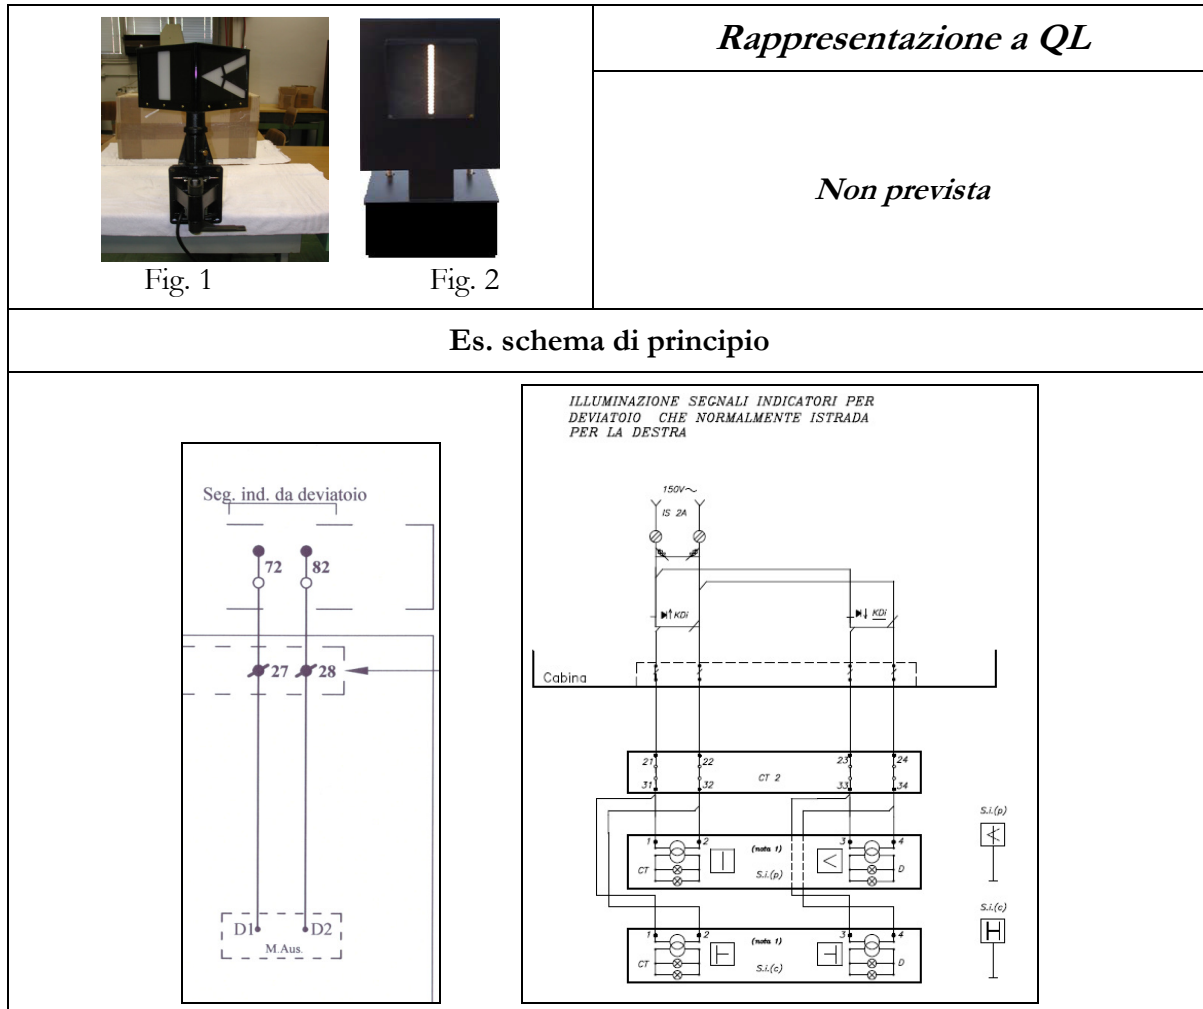 Rappresentazione a QL
Non prevista
Fig. 1
Fig. 2
Es. schema di principio
Seg. ind. da deviatoio
72
82
27
28
D1
D2
M.Aus.
ILLUMINAZIONE SEGNALI INDICATORI PER
DEVIATOIO CHE NORMALMENTE ISTRADA
PER LA DESTRA
150V~
IS 2A
KDi
KDi
Cabina
21
22
23
24
CT 2
31
32
33
34
S.i.(p)
1
2
(nota 1)
3
4
CT
S.i.(p)
D
S.i.(c)
1
2
(nota 1)
3
4
CT
S.i.(c)
D